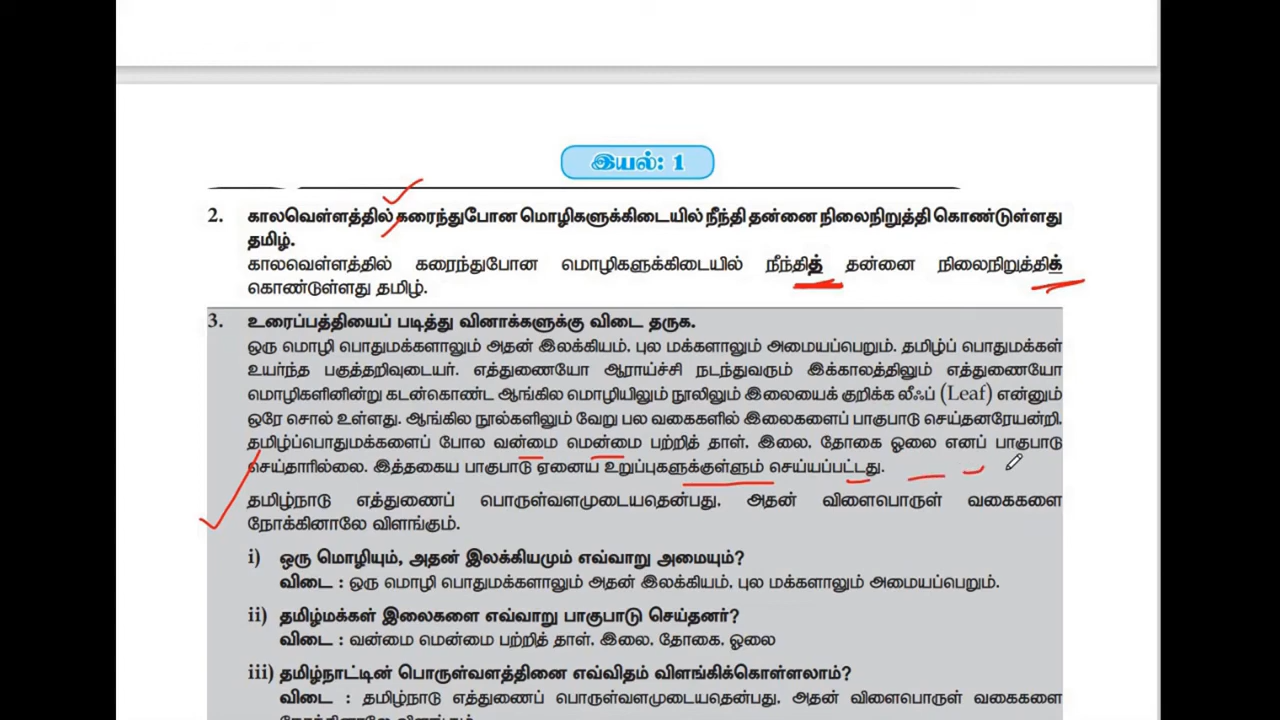 இயல்: 1
2. காலவெள்ளத்தில் கரைந்துபோன மொழிகளுக்கிடையில் நீந்தி தன்னை நிலைநிறுத்தி கொண்டுள்ளது
தமிழ்.
காலவெள்ளத்தில் கரைந்துபோன மொழிகளுக்கிடையில் நீந்தித் தன்னை நிலைநிறுத்திக்
கொண்டுள்ளது தமிழ்.
3. உரைப்பத்தியைப் படித்து வினாக்களுக்கு விடை தருக.
ஒரு மொழி பொதுமக்களாலும் அதன் இலக்கியம், புல மக்களாலும் அமையப்பெறும். தமிழ்ப் பொதுமக்கள்
உயர்ந்த பகுத்தறிவுடையர். எத்துணையோ ஆராய்ச்சி நடந்துவரும் இக்காலத்திலும் எத்துணையோ
மொழிகளினின்று கடன்கொண்ட ஆங்கில மொழியிலும் நூலிலும் இலையைக் குறிக்க லீஃப் (Leaf) என்னும்
ஒரே சொல் உள்ளது. ஆங்கில நூல்களிலும் வேறு பல வகைகளில் இலைகளைப் பாகுபாடு செய்தனரேயன்றி,
தமிழ்ப்பொதுமக்களைப் போல வன்மை மென்மை பற்றித் தாள், இலை, தோகை ஓலை எனப் பாகுபாடு
செய்தாரில்லை. இத்தகைய பாகுபாடு ஏனைய உறுப்புகளுக்குள்ளும் செய்யப்பட்டது.
தமிழ்நாடு எத்துணைப் பொருள்வளமுடையதென்பது, அதன் விளைபொருள் வகைகளை
நோக்கினாலே விளங்கும்.
i) ஒரு மொழியும், அதன் இலக்கியமும் எவ்வாறு அமையும்?
விடை : ஒரு மொழி பொதுமக்களாலும் அதன் இலக்கியம், புல மக்களாலும் அமையப்பெறும்.
ii) தமிழ்மக்கள் இலைகளை எவ்வாறு பாகுபாடு செய்தனர்?
விடை : வன்மை மென்மை பற்றித் தாள், இலை, தோகை, ஓலை
iii) தமிழ்நாட்டின் பொருள்வளத்தினை எவ்விதம் விளங்கிக்கொள்ளலாம்?
விடை : தமிழ்நாடு எத்துணைப் பொருள்வளமுடையதென்பது, அதன் விளைபொருள் வகைகளை